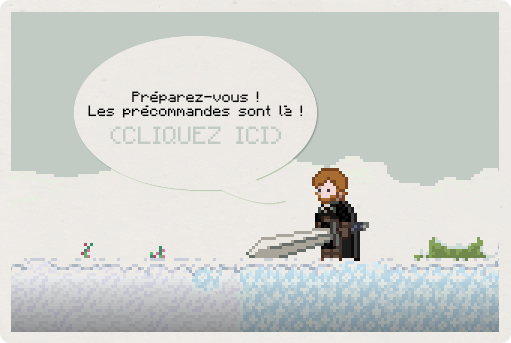 Préparez-vous !
Les précommandes sont là !
(CLIQUEZ ICI)